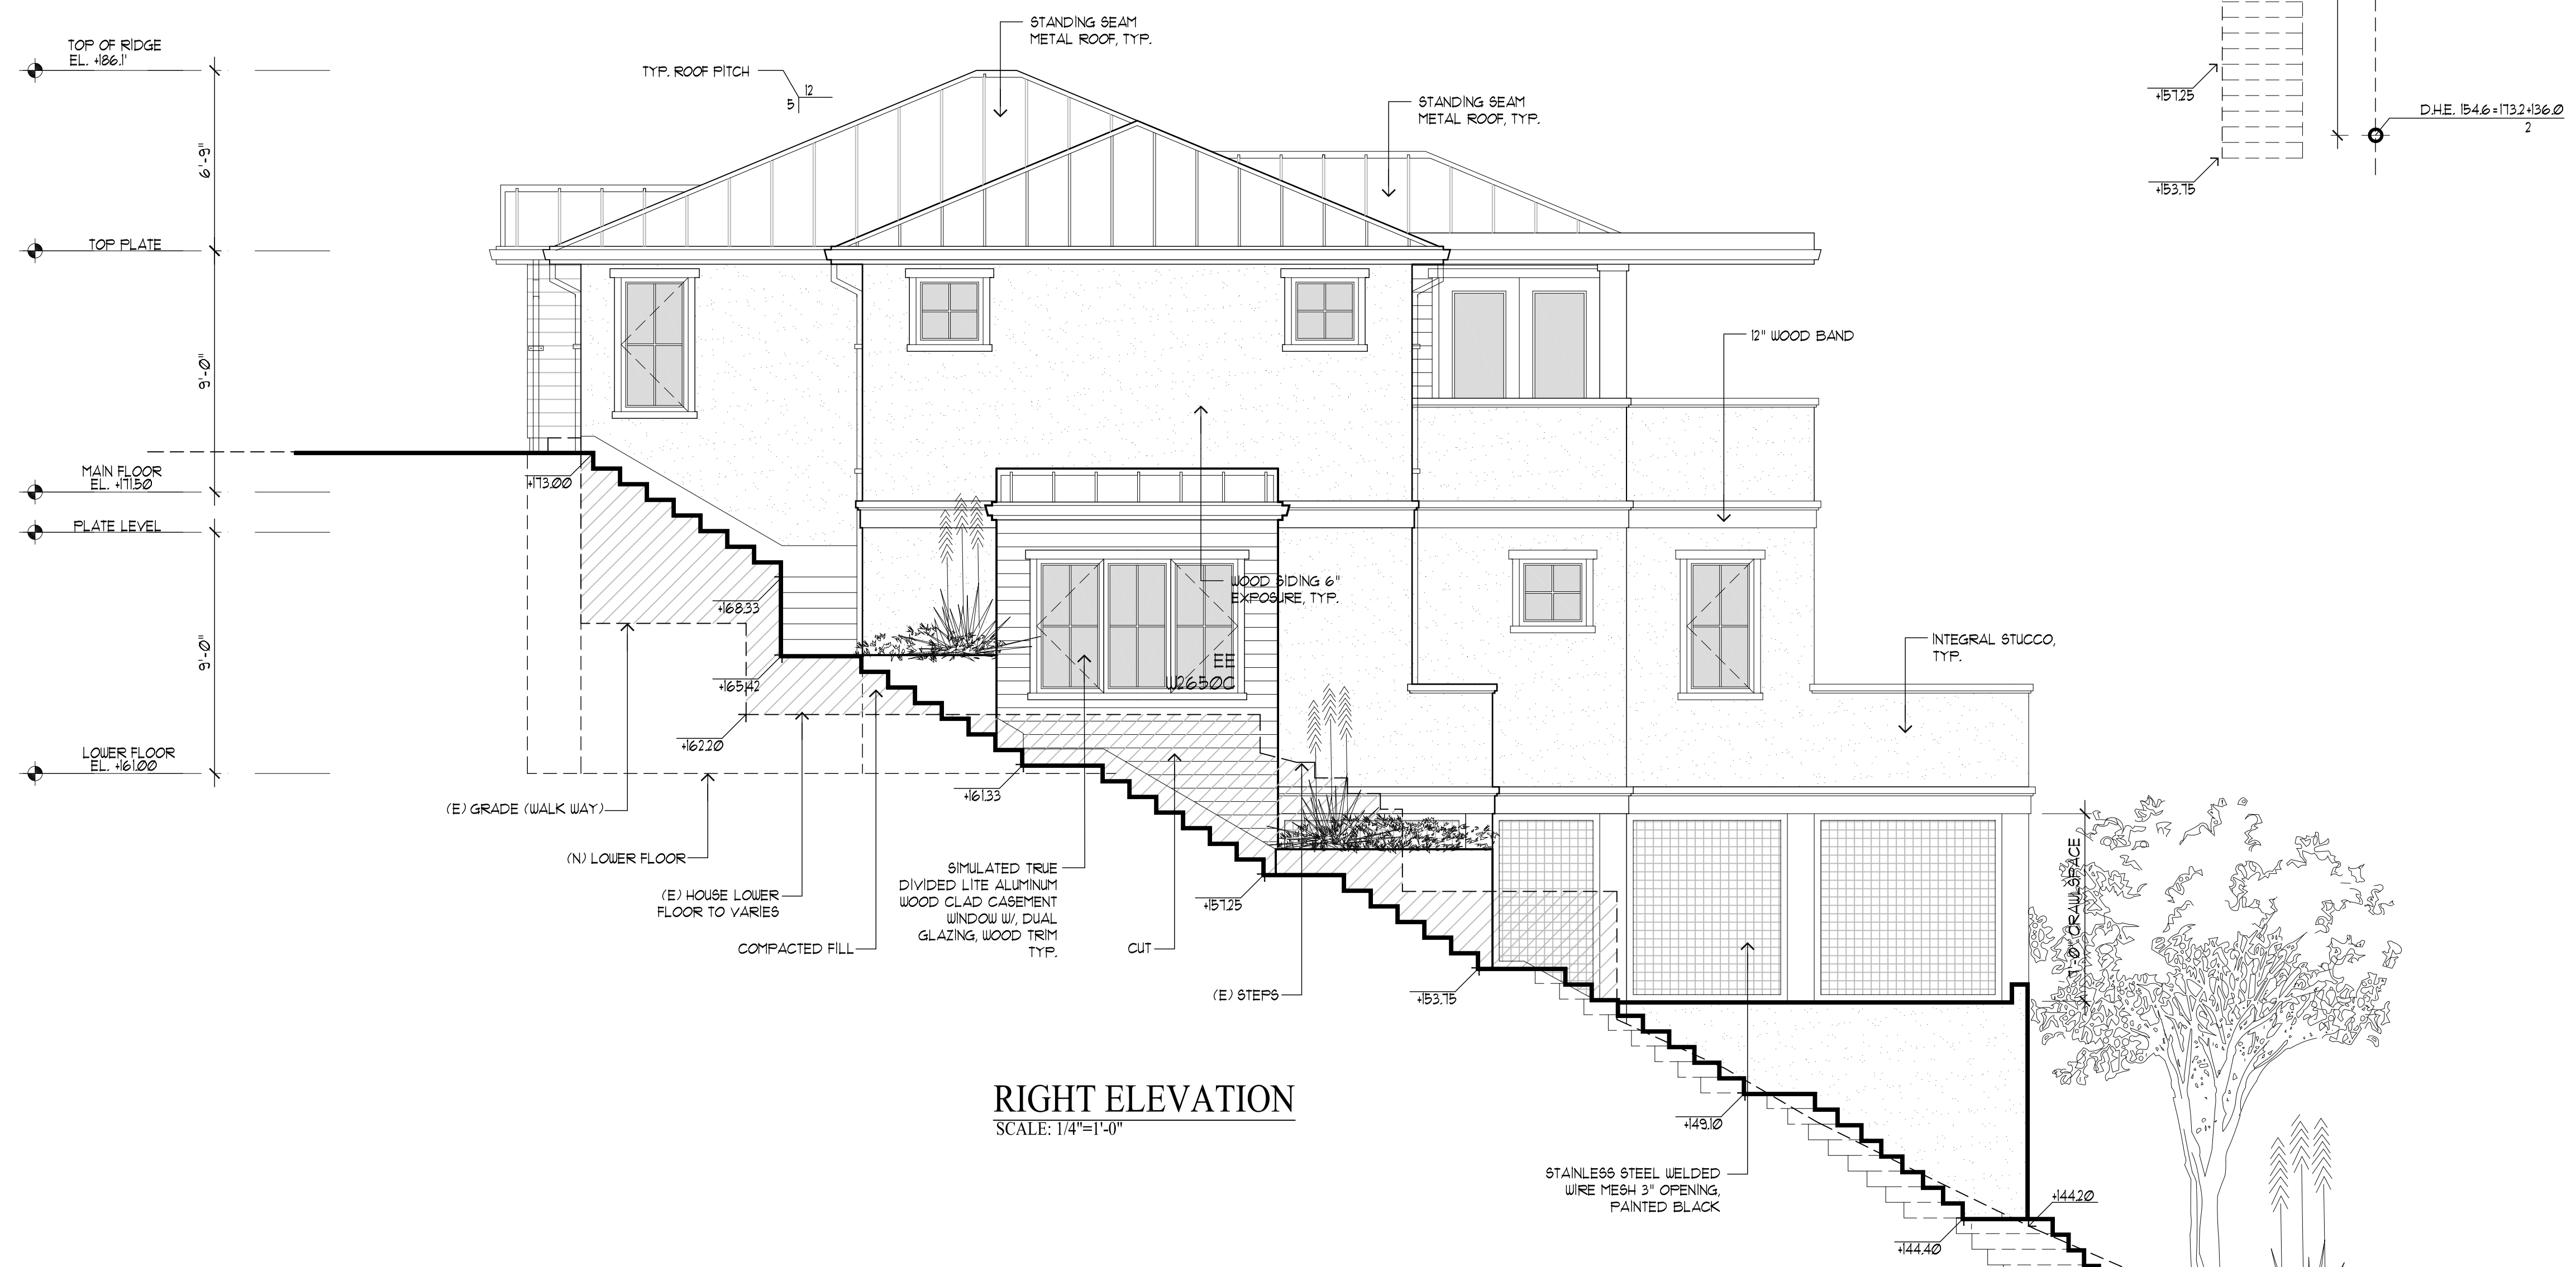 TOP OF RIDGE
EL. +186.1'
TOP PLATE
MAIN FLOOR
EL. +171.50
PLATE LEVEL
LOWER FLOOR
EL. +161.00
6'-9"
9'-0"
9'-0"
TYP. ROOF PITCH
12
5
STANDING SEAM
METAL ROOF, TYP.
STANDING SEAM
METAL ROOF, TYP.
+157.25
+153.75
D.H.E. 154.6=173.2+136.0
2
12" WOOD BAND
+173.00
+168.33
+165.42
+162.20
+161.33
WOOD SIDING 6"
EXPOSURE, TYP.
EE
W2650C
INTEGRAL STUCCO,
TYP.
(E) GRADE (WALK WAY)
(N) LOWER FLOOR
(E) HOUSE LOWER
FLOOR TO VARIES
COMPACTED FILL
SIMULATED TRUE
DIVIDED LITE ALUMINUM
WOOD CLAD CASEMENT
WINDOW W/, DUAL
GLAZING, WOOD TRIM
TYP.
CUT
+157.25
(E) STEPS
+153.75
7'-0" CRAWLSPACE
RIGHT ELEVATION
SCALE: 1/4"=1'-0"
+149.10
STAINLESS STEEL WELDED
WIRE MESH 3" OPENING,
PAINTED BLACK
+144.20
+144.40